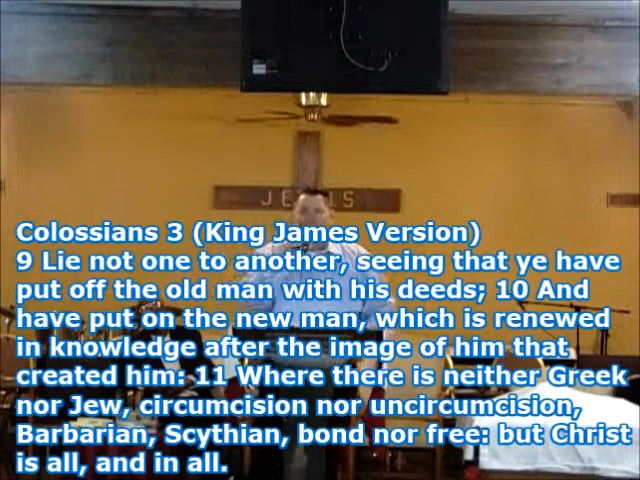 JESUS
Colossians 3 (King James Version)
9 Lie not one to another, seeing that ye have
put off the old man with his deeds; 10 And
have put on the new man, which is renewed
in knowledge after the image of him that
created him: 11 Where there is neither Greek
nor Jew, circumcision nor uncircumcision,
Barbarian, Scythian, bond nor free: but Christ
is all, and in all.